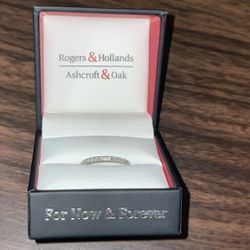 Rogers & Hollands
Ashcroft & Oak
For Now & Forever